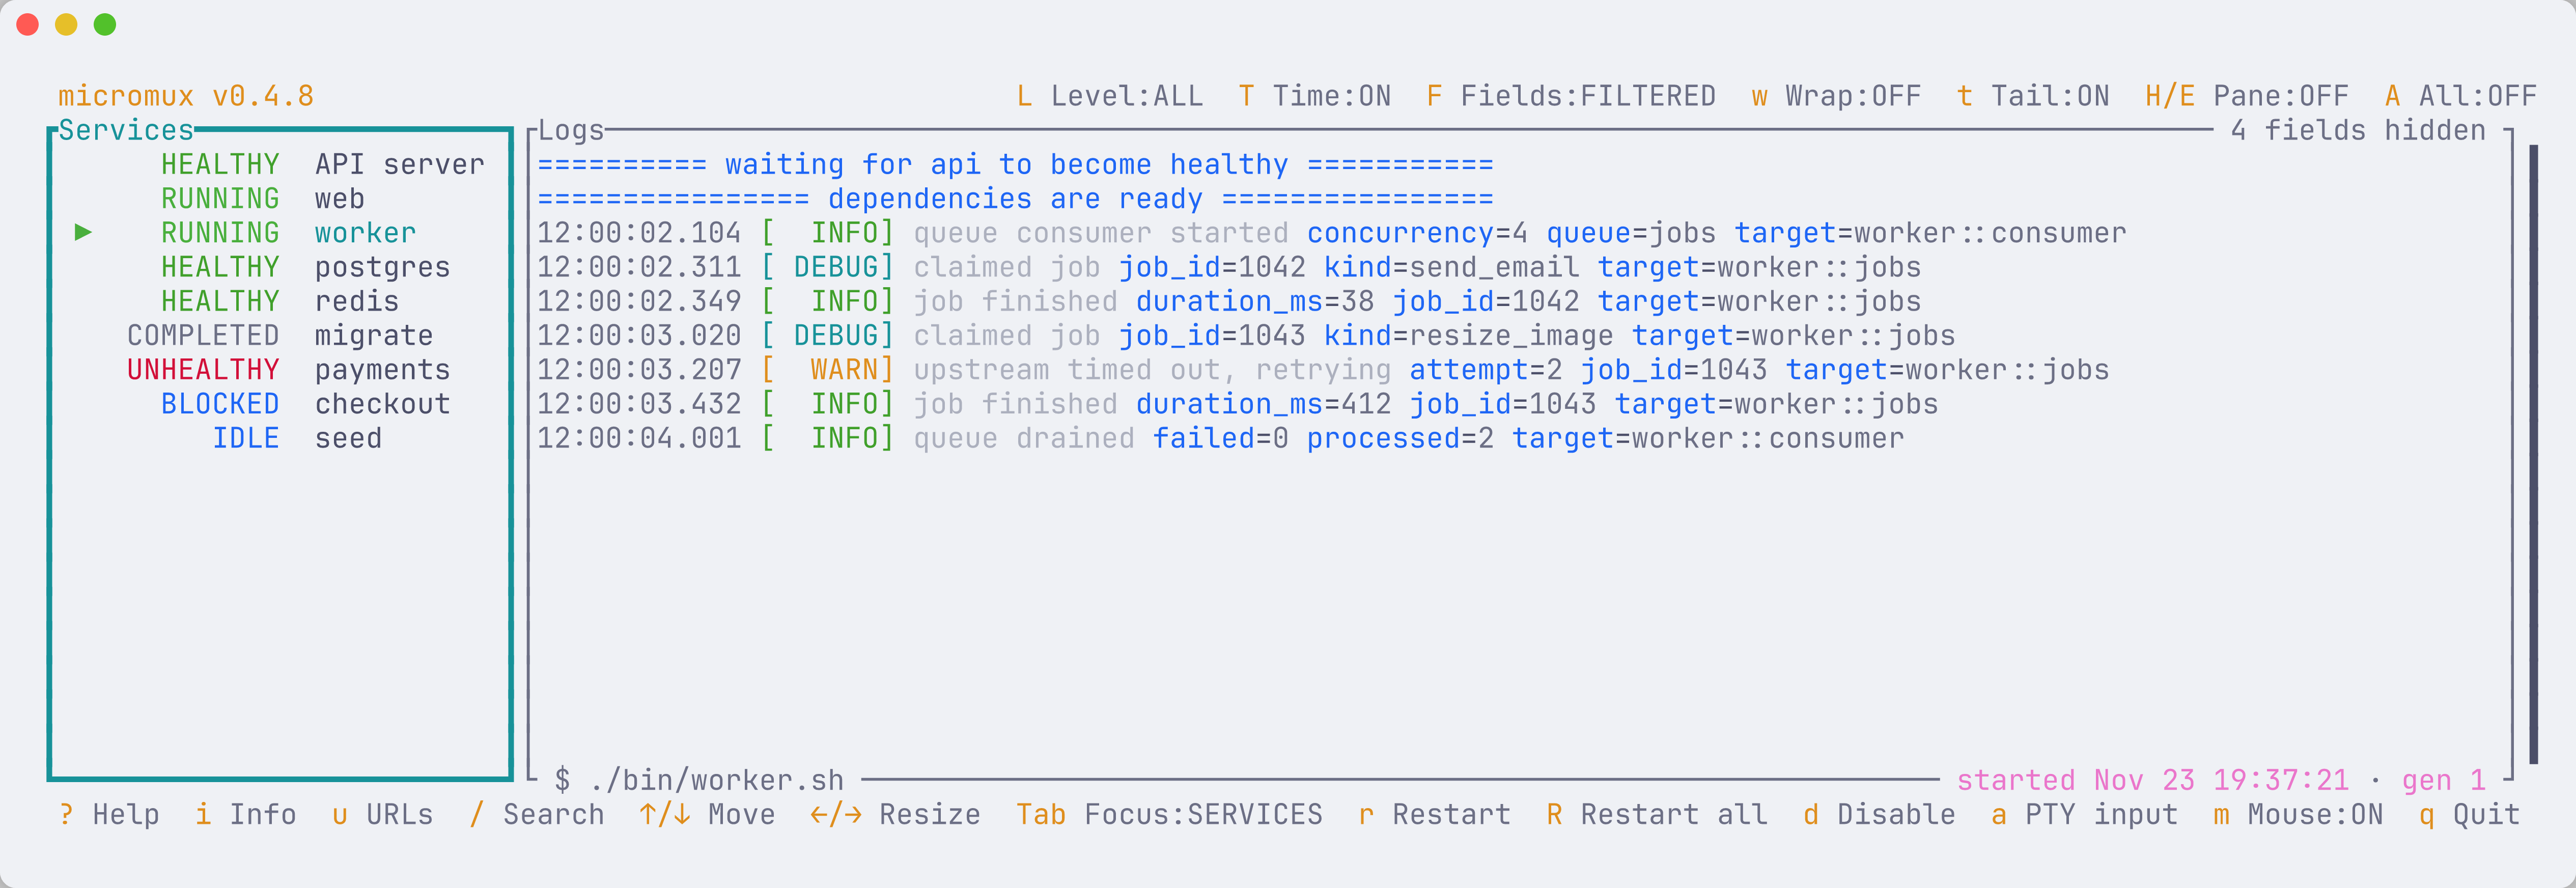 micromux v0.4.8 L Level:ALL T Time:ON F Fields:FILTERED w Wrap:OFF t Tail:ON H/E Pane:OFF A All:OFF
Services
HEALTHY API server
RUNNING web
▶ RUNNING worker
HEALTHY postgres
HEALTHY redis
COMPLETED migrate
UNHEALTHY payments
BLOCKED checkout
IDLE seed
Logs 4 fields hidden
========== waiting for api to become healthy ===========
================ dependencies are ready ================
12:00:02.104 [  INFO] queue consumer started concurrency=4 queue=jobs target=worker::consumer
12:00:02.311 [ DEBUG] claimed job job_id=1042 kind=send_email target=worker::jobs
12:00:02.349 [  INFO] job finished duration_ms=38 job_id=1042 target=worker::jobs
12:00:03.020 [ DEBUG] claimed job job_id=1043 kind=resize_image target=worker::jobs
12:00:03.207 [  WARN] upstream timed out, retrying attempt=2 job_id=1043 target=worker::jobs
12:00:03.432 [  INFO] job finished duration_ms=412 job_id=1043 target=worker::jobs
12:00:04.001 [  INFO] queue drained failed=0 processed=2 target=worker::consumer
$ ./bin/worker.sh started Nov 23 19:37:21 · gen 1
? Help i Info u URLs / Search ↑/↓ Move ←/→ Resize Tab Focus:SERVICES r Restart R Restart all d Disable a PTY input m Mouse:ON q Quit